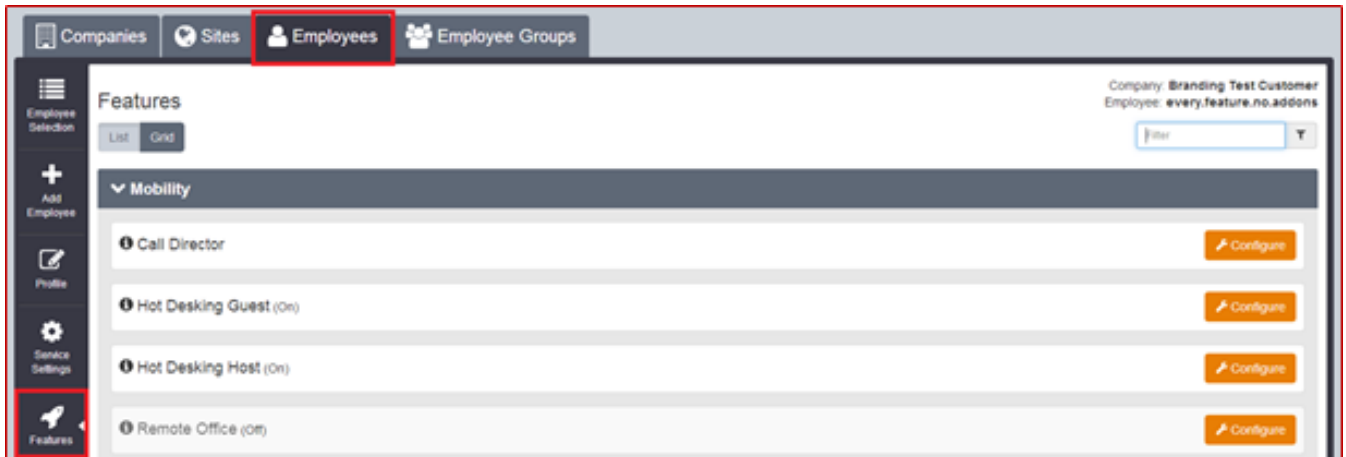 Companies Sites Employees Employee Groups
Company: Branding Test Customer
Employee: every.feature.no.addons
Features
List Grid
Filter
Employee
Selection
Add
Employee
Profile
Service
Settings
Features
Mobility
Call Director Configure
Hot Desking Guest (On) Configure
Hot Desking Host (On) Configure
Remote Office (Off) Configure